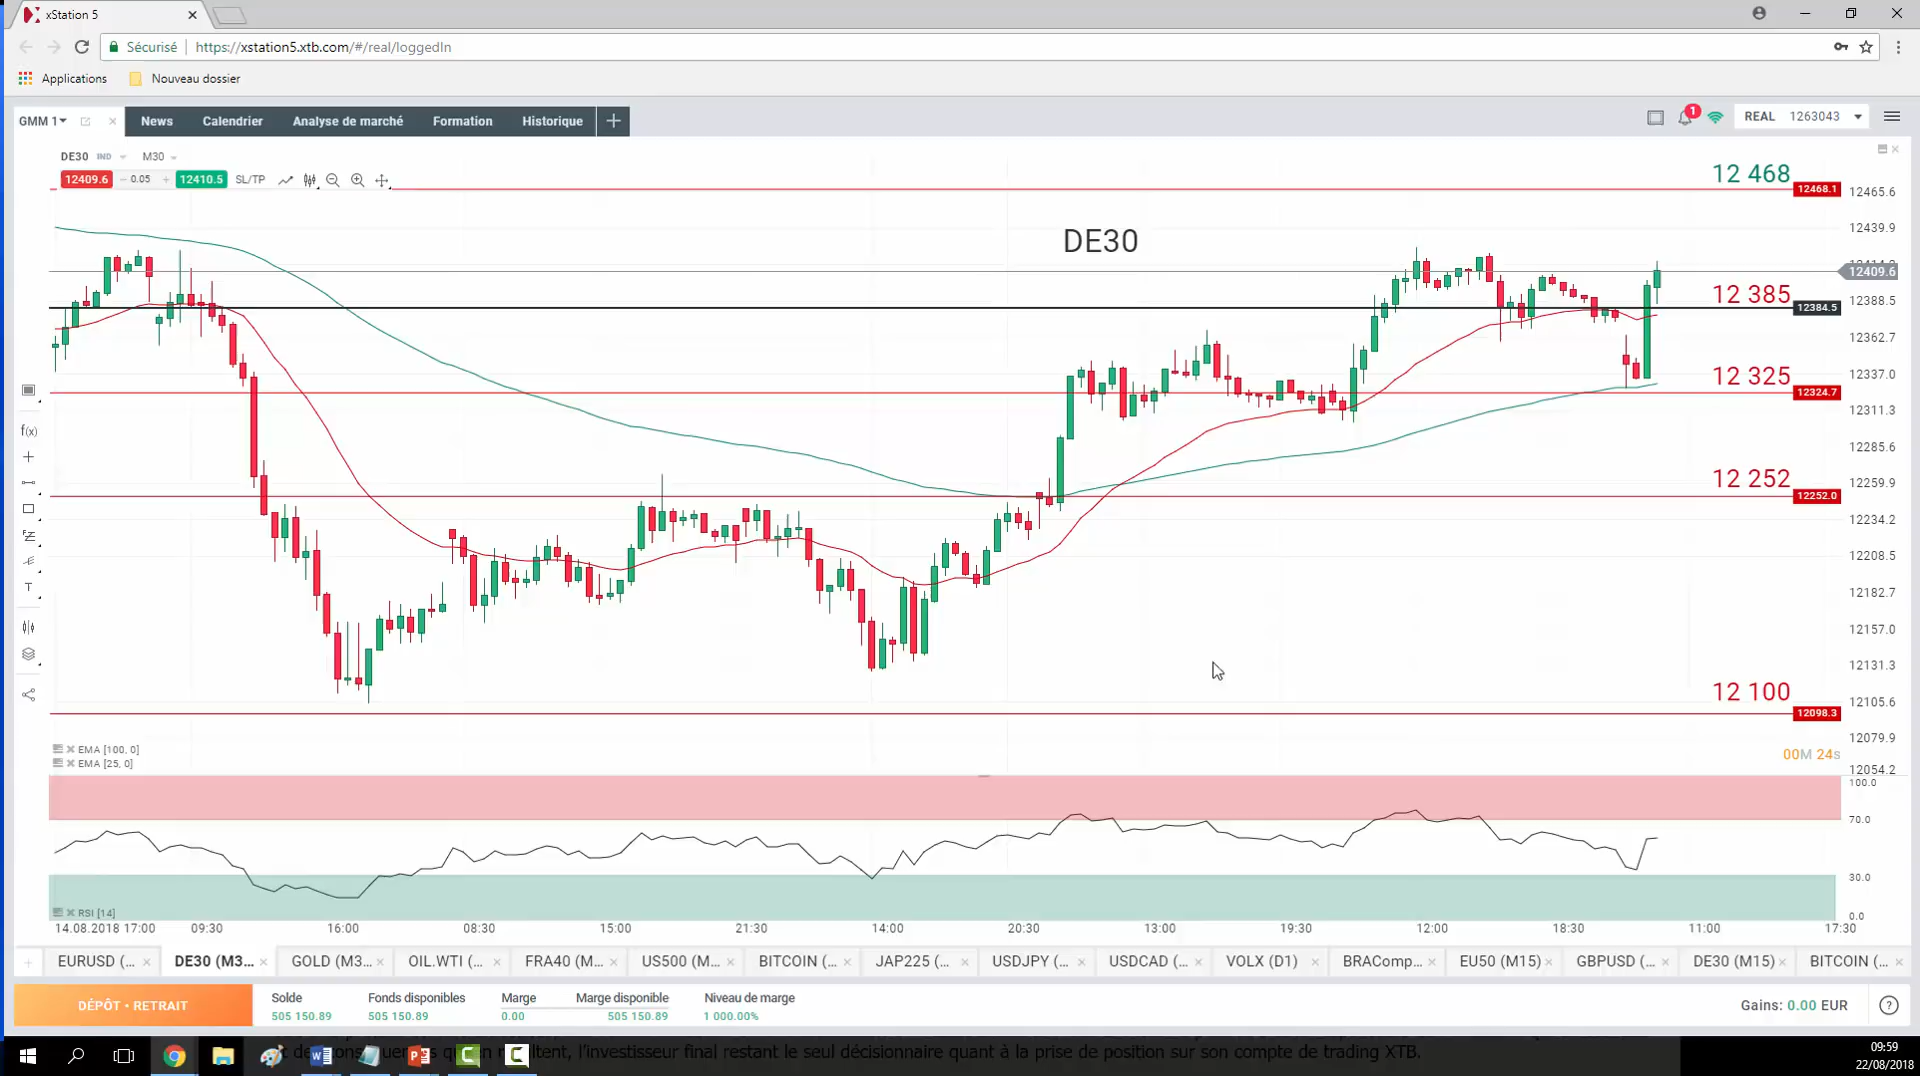 xStation 5
Sécurisé https://xstation5.xtb.com/#/real/loggedIn
Applications Nouveau dossier
GMM 1 News Calendrier Analyse de marché Formation Historique 1 REAL 1263043
DE30 IND M30
12409.6 0.05 12410.5 SL/TP
12 468
12468.1
12465.6
DE30
12439.9
12409.6
12 385
12388.5
12384.5
12362.7
12 325
12337.0
12324.7
12311.3
12285.6
12 252
12259.9
12252.0
12234.2
12208.5
12182.7
12157.0
12131.3
12 100
12105.6
12098.3
12079.9
EMA [100, 0]
00M 24s
EMA [25, 0]
12054.2
100.0
70.0
30.0
RSI [14]
0.0
14.08.2018 17:00 09:30 16:00 08:30 15:00 21:30 14:00 20:30 13:00 19:30 12:00 18:30 11:00 17:30
EURUSD (... DE30 (M3... GOLD (M3... OIL.WTI (... FRA40 (M... US500 (M... BITCOIN (... JAP225 (... USDJPY (... USDCAD (... VOLX (D1) BRAComp... EU50 (M15) GBPUSD (... DE30 (M15) BITCOIN (...
DÉPÔT • RETRAIT
Solde Fonds disponibles Marge Marge disponible Niveau de marge
505 150.89 505 150.89 0.00 505 150.89 1 000.00%
Gains: 0.00 EUR
l'investisseur final restant le seul décisionnaire quant à la prise de position sur son compte de trading XTB.
09:59
22/08/2018